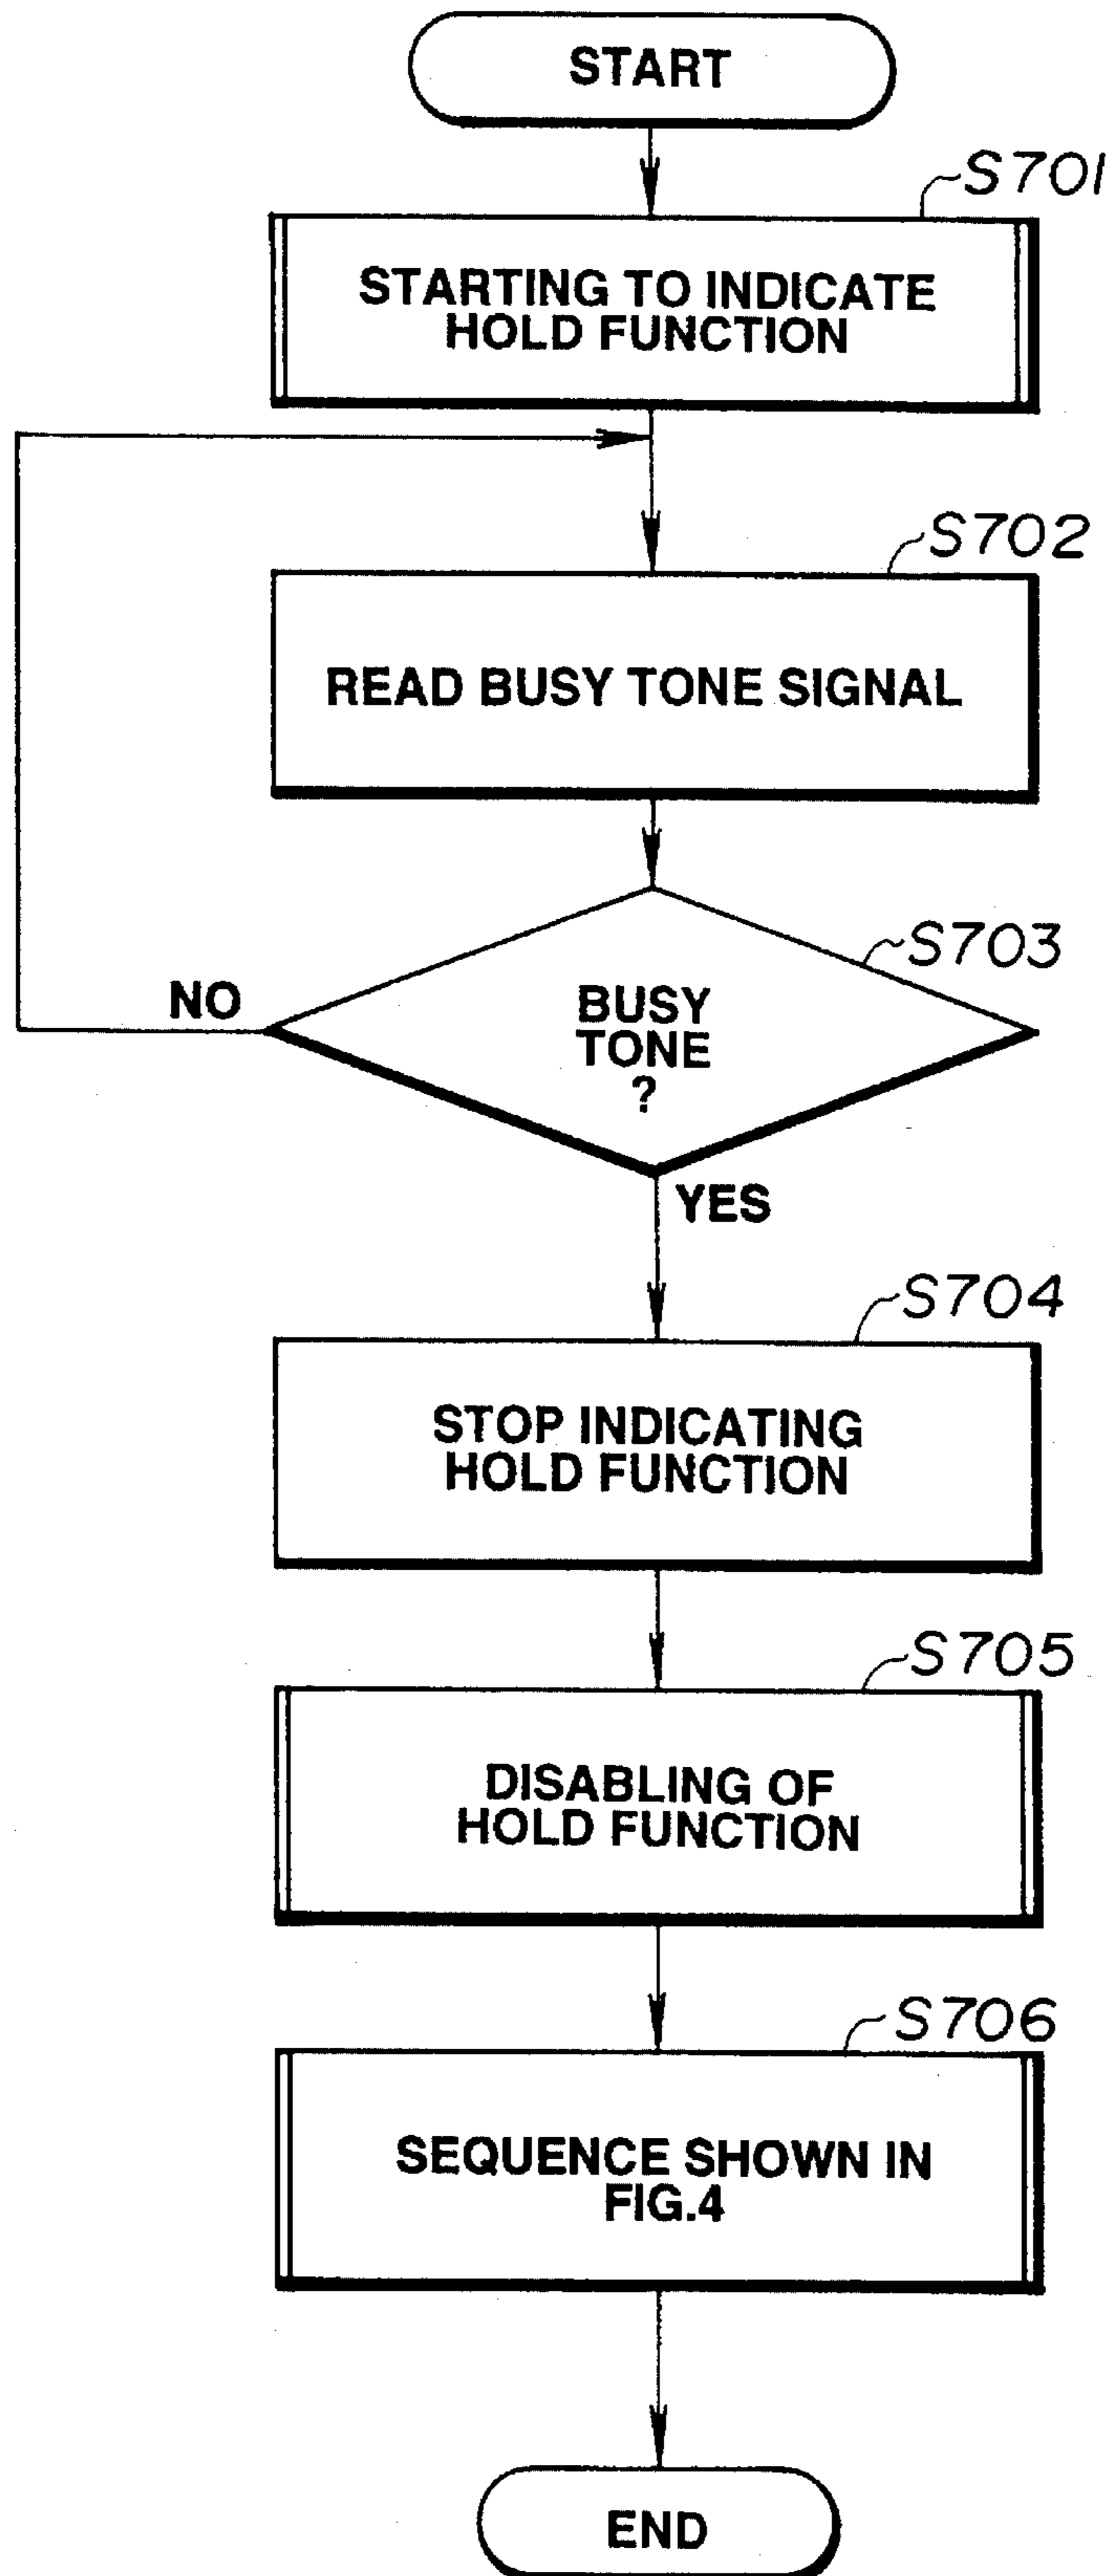 START
S701
STARTING TO INDICATE
HOLD FUNCTION
S702
READ BUSY TONE SIGNAL
S703
NO
BUSY
TONE
?
YES
S704
STOP INDICATING
HOLD FUNCTION
S705
DISABLING OF
HOLD FUNCTION
S706
SEQUENCE SHOWN IN
FIG.4
END